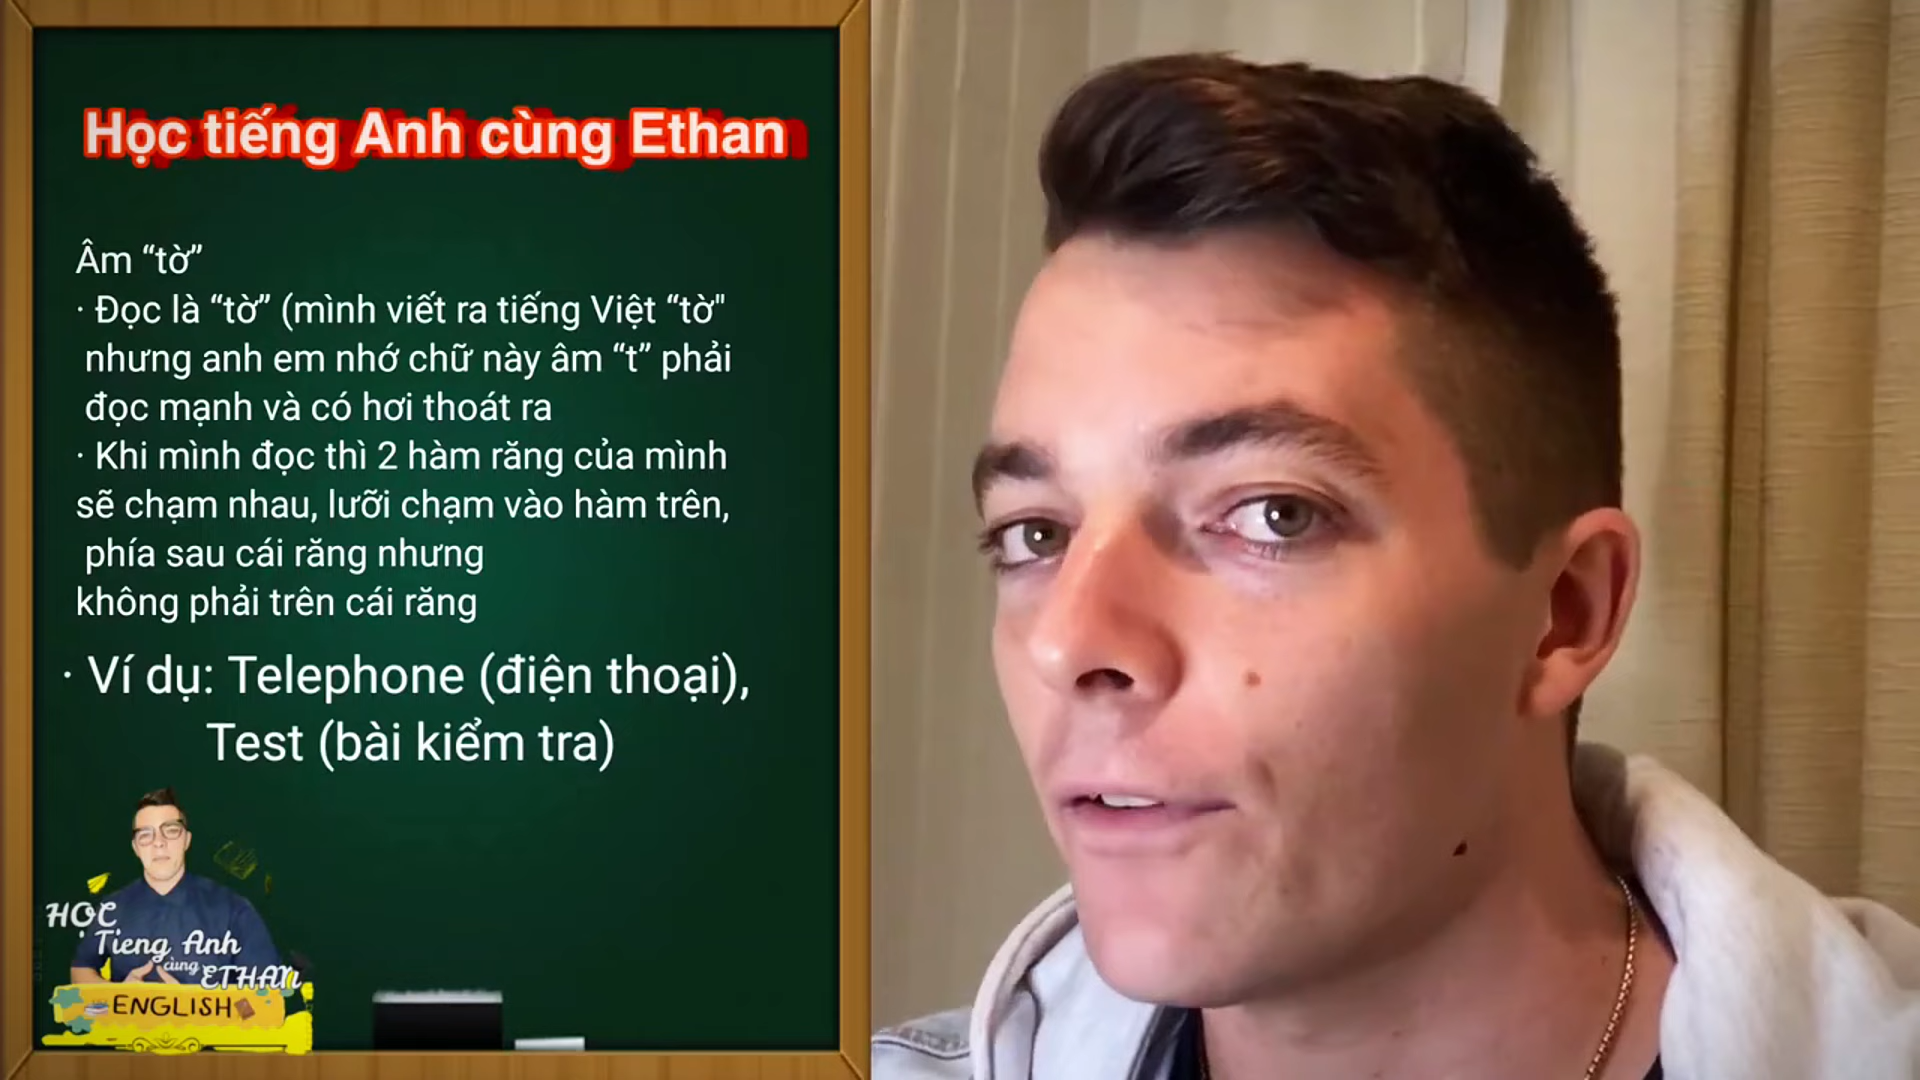 Học tiếng Anh cùng Ethan
Âm “tờ”
· Đọc là “tờ” (mình viết ra tiếng Việt “tờ"
nhưng anh em nhớ chữ này âm “t” phải
đọc mạnh và có hơi thoát ra
· Khi mình đọc thì 2 hàm răng của mình
sẽ chạm nhau, lưỡi chạm vào hàm trên,
phía sau cái răng nhưng
không phải trên cái răng
· Ví dụ: Telephone (điện thoại),
Test (bài kiểm tra)
HỌC
Tieng Anh
cùng ETHAN
ENGLISH